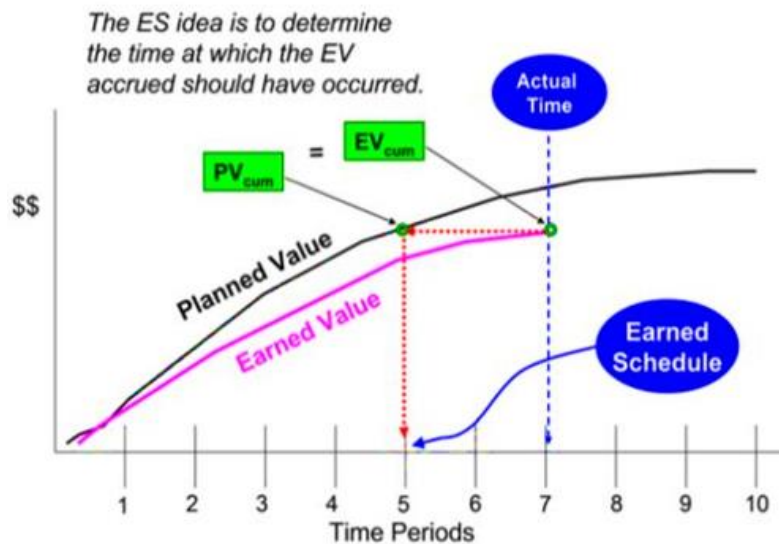 The ES idea is to determine
the time at which the EV
accrued should have occurred.
Actual
Time
PVcum
=
EVcum
$$
Planned Value
Earned Value
Earned
Schedule
1 2 3 4 5 6 7 8 9 10
Time Periods